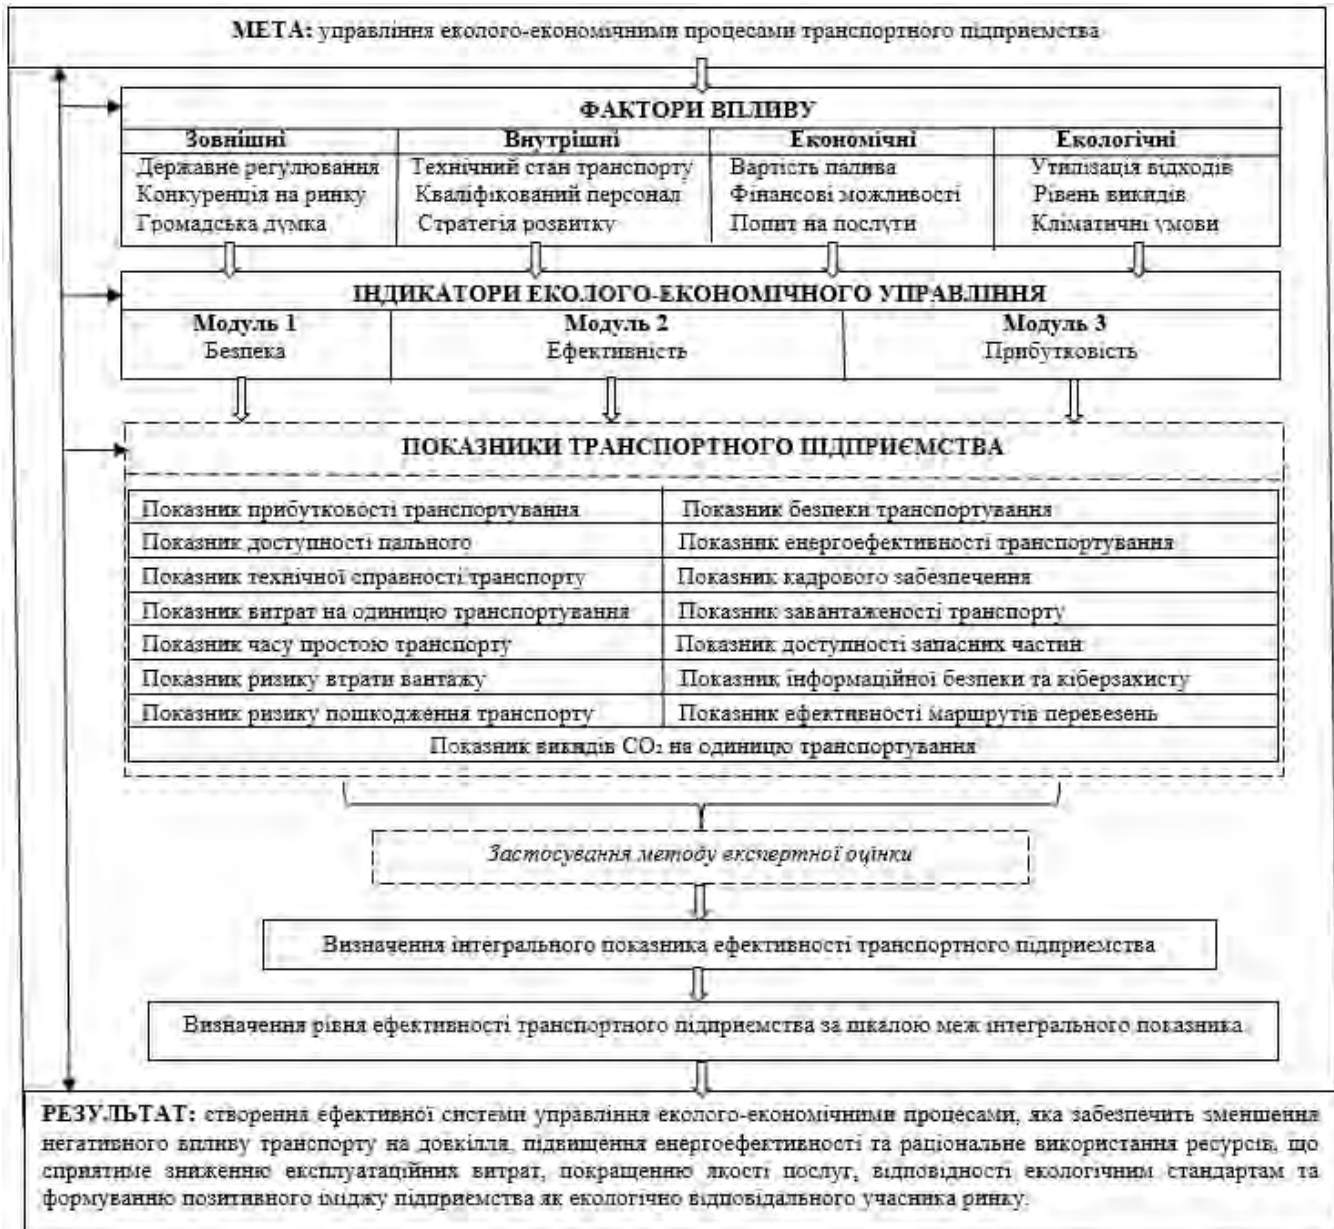 МЕТА: управління еколого-економічними процесами транспортного підприємства
ФАКТОРИ ВПЛИВУ
Зовнішні Внутрішні Економічні Екологічні
Державне регулювання Технічний стан транспорту Вартість палива Утилізація відходів
Конкуренція на ринку Кваліфікований персонал Фінансові можливості Рівень викидів
Громадська думка Стратегія розвитку Попит на послуги Кліматичні умови
ІНДИКАТОРИ ЕКОЛОГО-ЕКОНОМІЧНОГО УПРАВЛІННЯ
Модуль 1 Модуль 2 Модуль 3
Безпека Ефективність Прибутковість
ПОКАЗНИКИ ТРАНСПОРТНОГО ПІДПРИЄМСТВА
Показник прибутковості транспортування Показник безпеки транспортування
Показник доступності пального Показник енергоефективності транспортування
Показник технічної справності транспорту Показник кадрового забезпечення
Показник витрат на одиницю транспортування Показник завантаженості транспорту
Показник часу простою транспорту Показник доступності запасних частин
Показник ризику втрати вантажу Показник інформаційної безпеки та кіберзахисту
Показник ризику пошкодження транспорту Показник ефективності маршрутів перевезень
Показник викидів CO₂ на одиницю транспортування
Застосування методу експертної оцінки
Визначення інтегрального показника ефективності транспортного підприємства
Визначення рівня ефективності транспортного підприємства за шкалою меж інтегрального показника
РЕЗУЛЬТАТ: створення ефективної системи управління еколого-економічними процесами, яка забезпечить зменшення
негативного впливу транспорту на довкілля, підвищення енергоефективності та раціональне використання ресурсів, що
сприятиме зниженню експлуатаційних витрат, покращенню якості послуг, відповідності екологічним стандартам та
формуванню позитивного іміджу підприємства як екологічно відповідального учасника ринку.